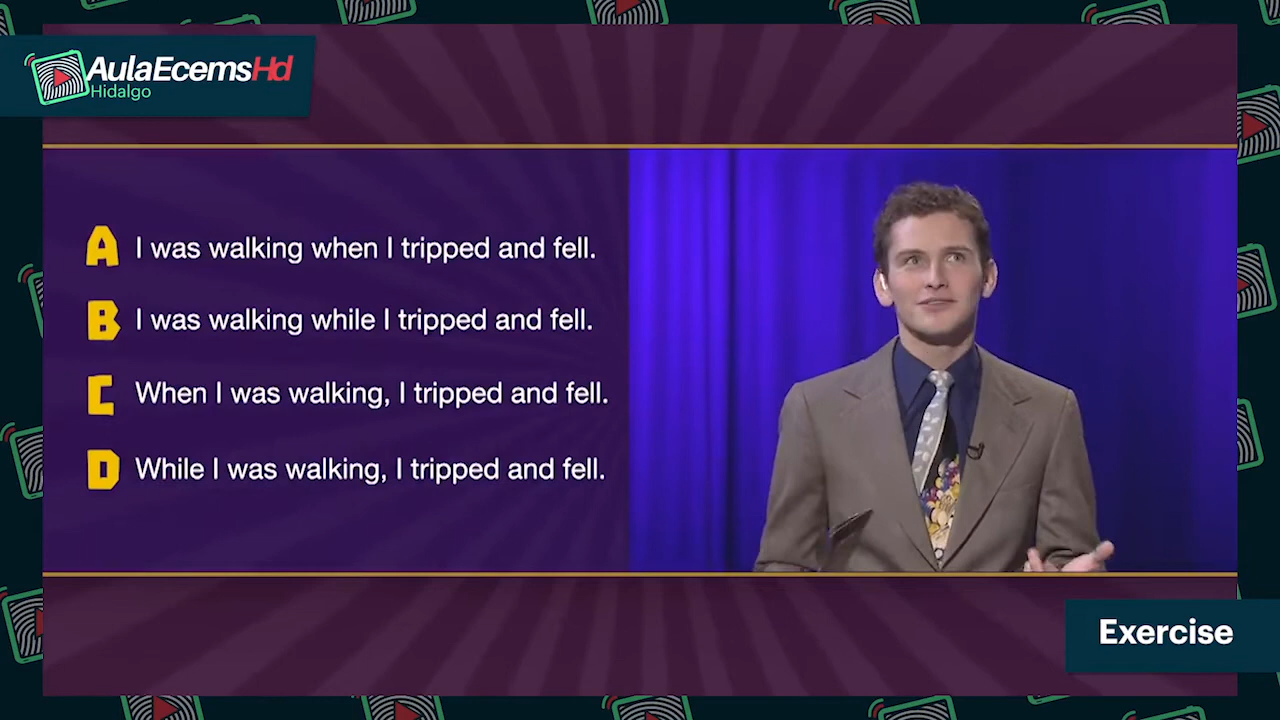 AulaEcemsHd
Hidalgo
A I was walking when I tripped and fell.
B I was walking while I tripped and fell.
C When I was walking, I tripped and fell.
D While I was walking, I tripped and fell.
Exercise